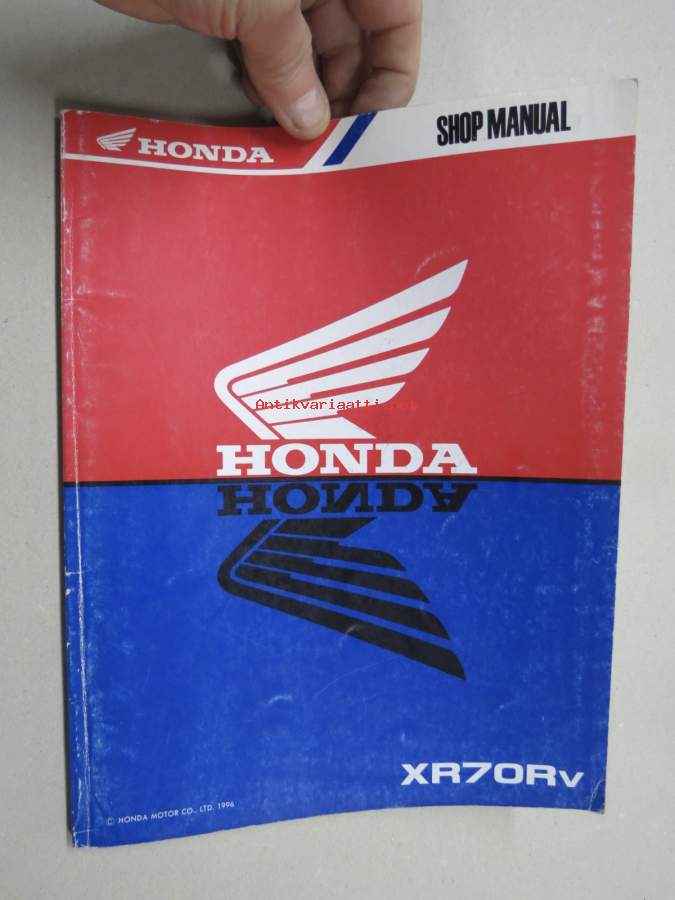 HONDA
SHOP MANUAL
Antikvariaatti.net
HONDA
HONDA
XR70RV
© HONDA MOTOR CO., LTD. 1996